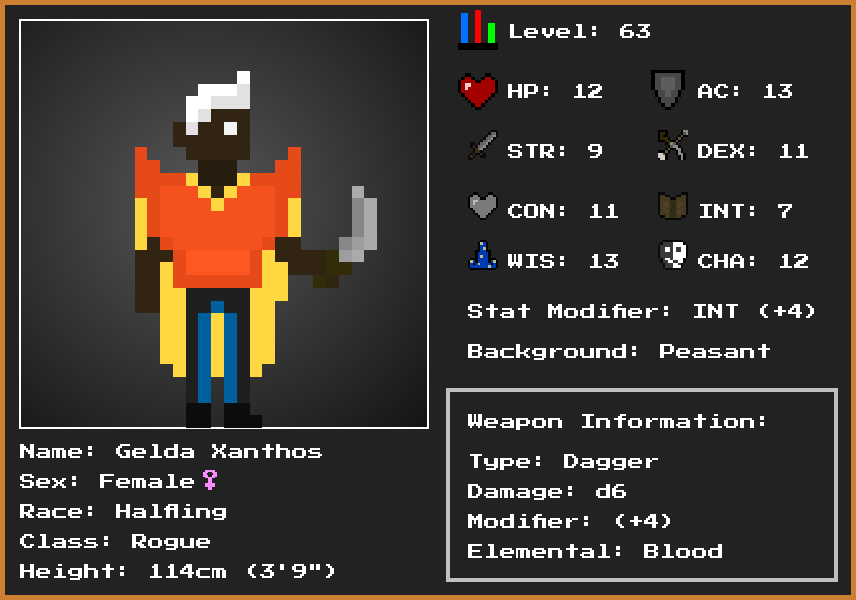 Level: 63
HP: 12
AC: 13
STR: 9
DEX: 11
CON: 11
INT: 7
WIS: 13
CHA: 12
Stat Modifier: INT (+4)
Background: Peasant
Weapon Information:
Type: Dagger
Damage: d6
Modifier: (+4)
Elemental: Blood
Name: Gelda Xanthos
Sex: Female♀
Race: Halfling
Class: Rogue
Height: 114cm (3'9")